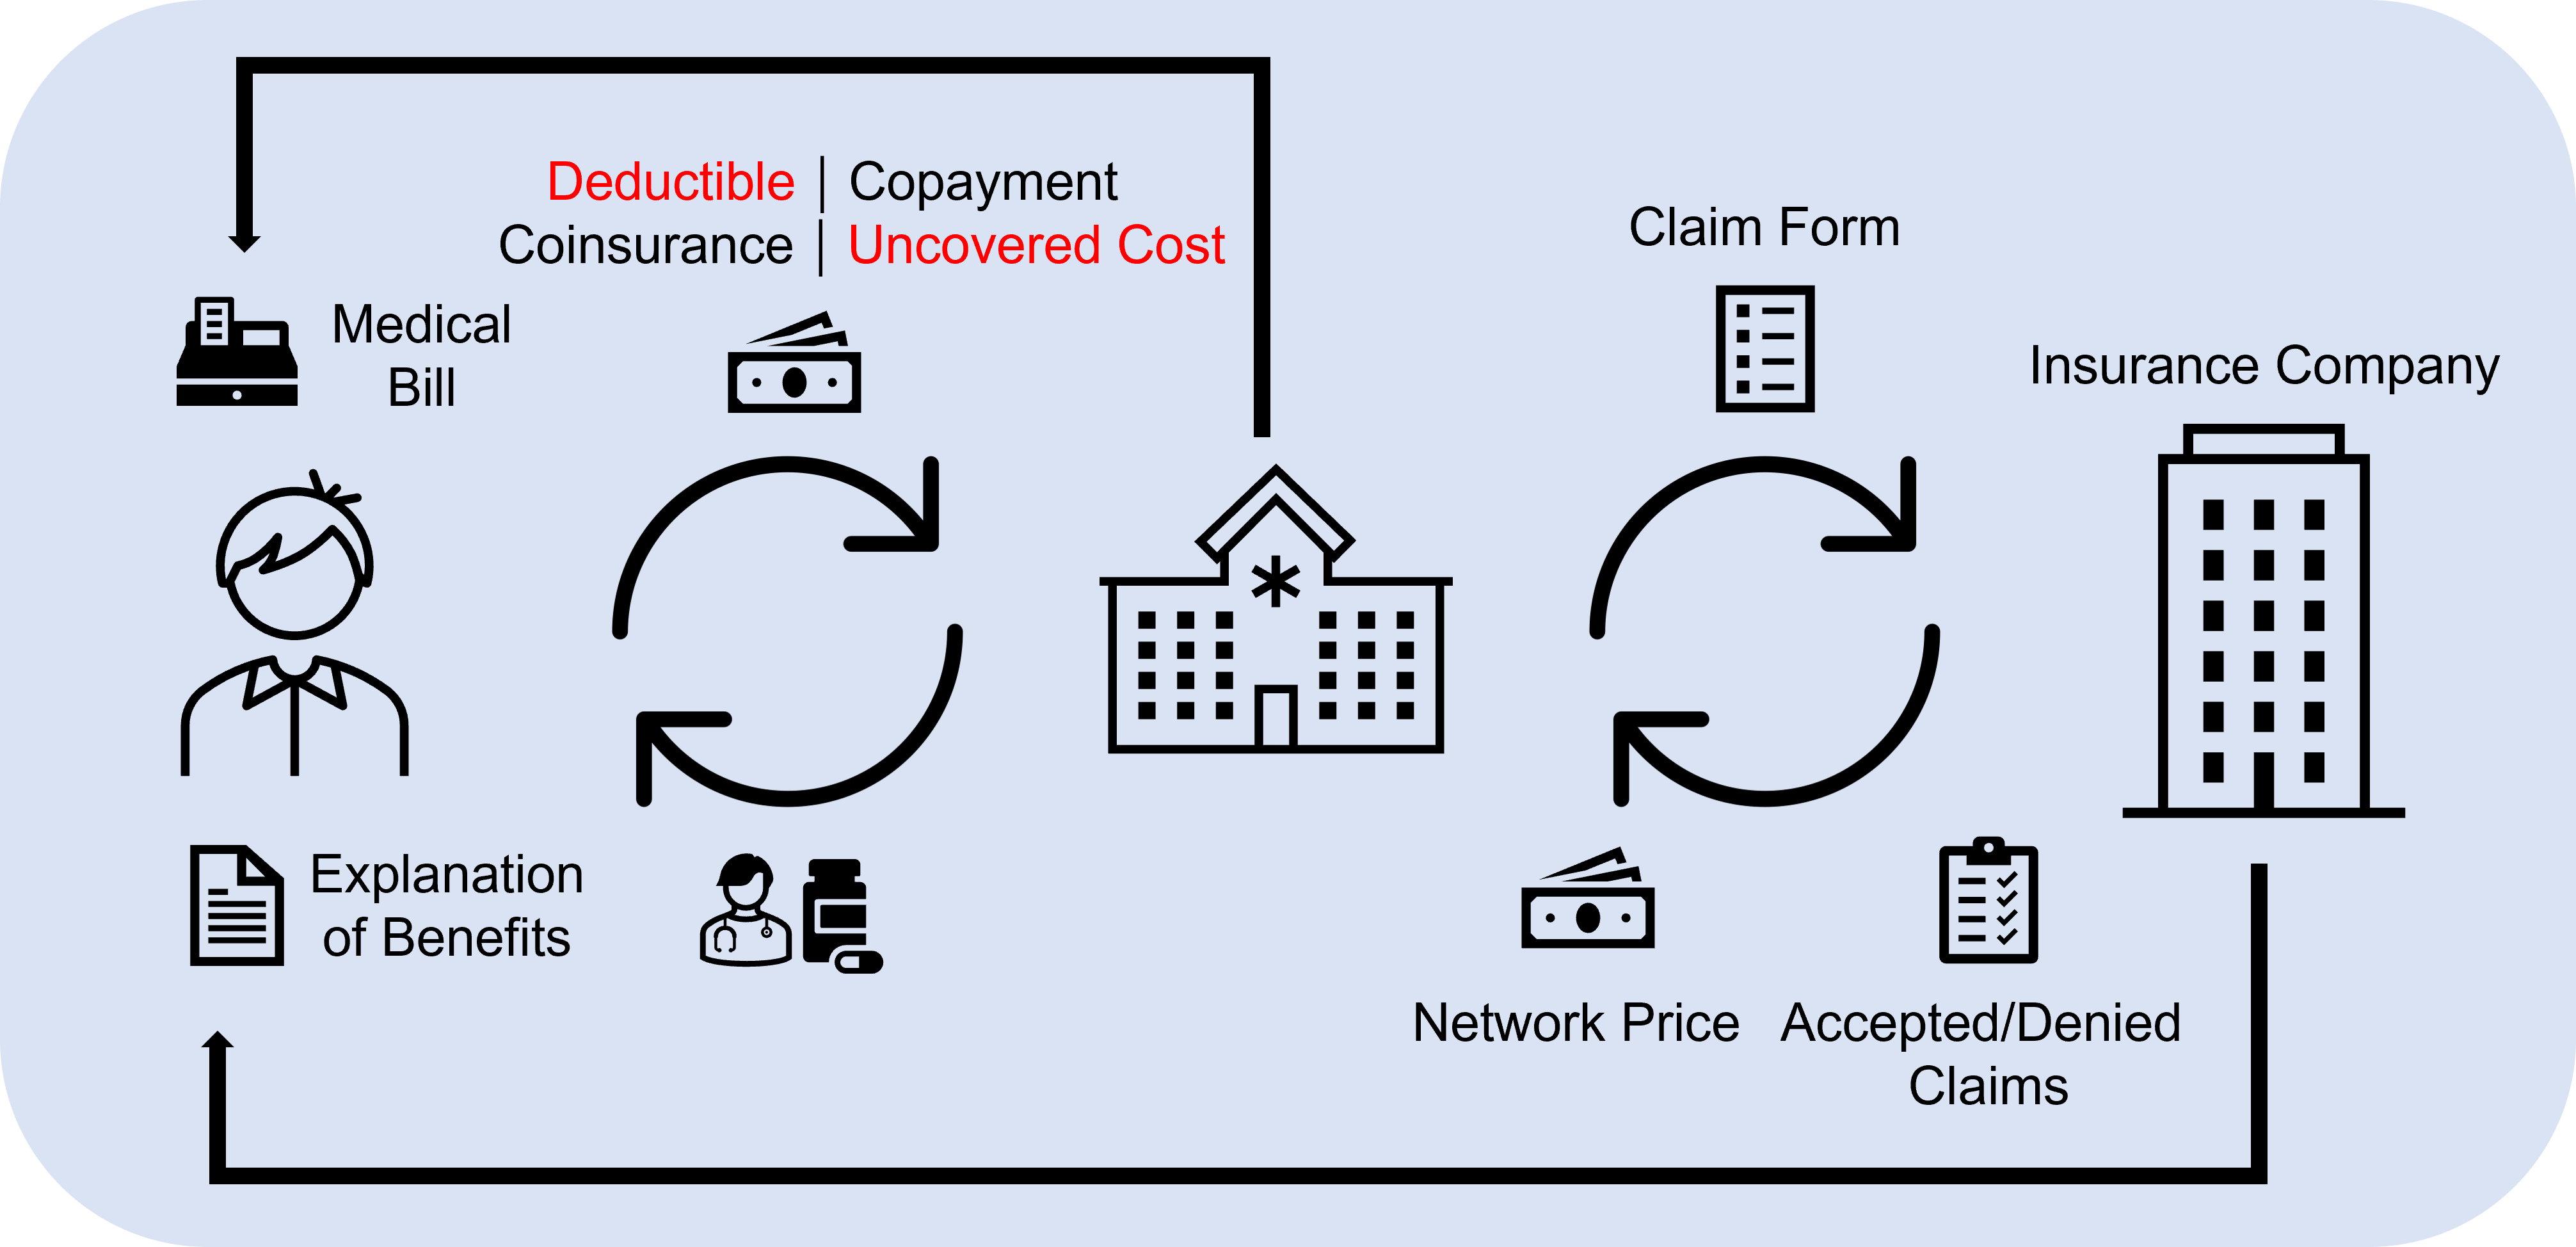 Deductible | Copayment
Coinsurance | Uncovered Cost
Medical
Bill
Claim Form
Insurance Company
Explanation
of Benefits
Network Price
Accepted/Denied
Claims